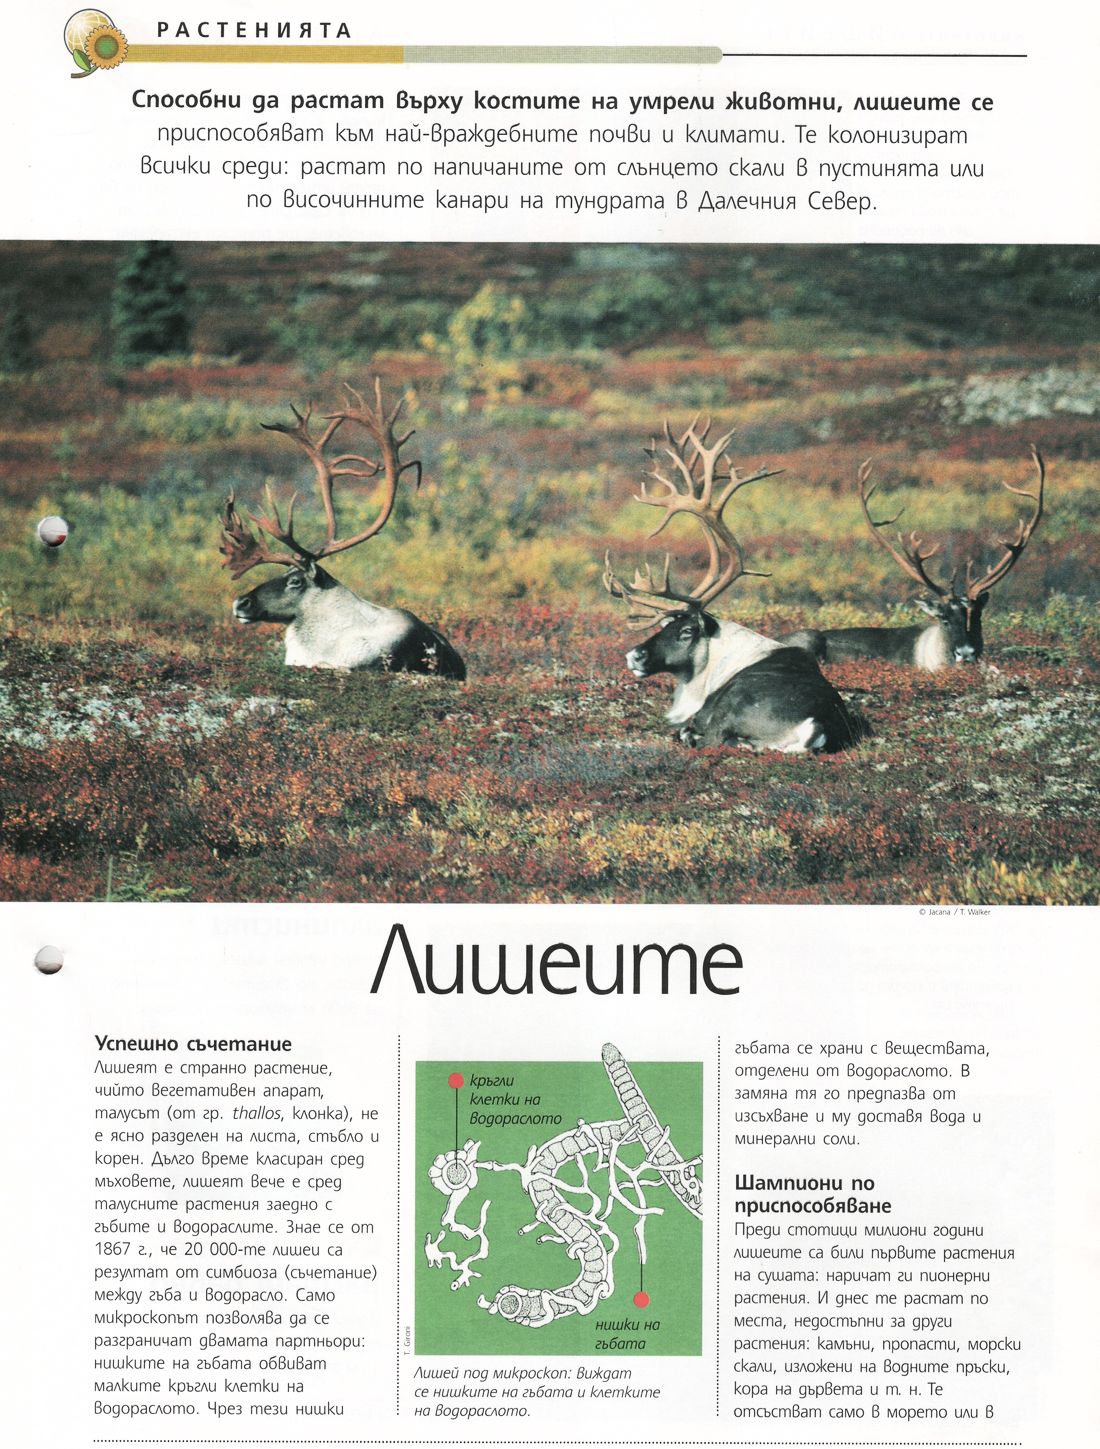 РАСТЕНИЯТА
Способни да растат върху костите на умрели животни, лишеите се
приспособяват към най-враждебните почви и климати. Те колонизират
всички среди: растат по напичаните от слънцето скали в пустинята или
по височинните канари на тундрата в Далечния Север.
© Jacana / T. Walker
Лишеите
Успешно съчетание
Лишеят е странно растение,
чийто вегетативен апарат,
талусът (от гр. thallos, клонка), не
е ясно разделен на листа, стъбло и
корен. Дълго време класиран сред
мъховете, лишеят вече е сред
талусните растения заедно с
гъбите и водораслите. Знае се от
1867 г., че 20 000-те лишеи са
резултат от симбиоза (съчетание)
между гъба и водорасло. Само
микроскопът позволява да се
разграничат двамата партньори:
нишките на гъбата обвиват
малките кръгли клетки на
водораслото. Чрез тези нишки
кръгли
клетки на
водораслото
нишки на
гъбата
T. Gironi
Лишей под микроскоп: виждат
се нишките на гъбата и клетките
на водораслото.
гъбата се храни с веществата,
отделени от водораслото. В
замяна тя го предпазва от
изсъхване и му доставя вода и
минерални соли.
Шампиони по
приспособяване
Преди стотици милиони години
лишеите са били първите растения
на сушата: наричат ги пионерни
растения. И днес те растат по
места, недостъпни за други
растения: камъни, пропасти, морски
скали, изложени на водните пръски,
кора на дървета и т. н. Те
отсъстват само в морето или в